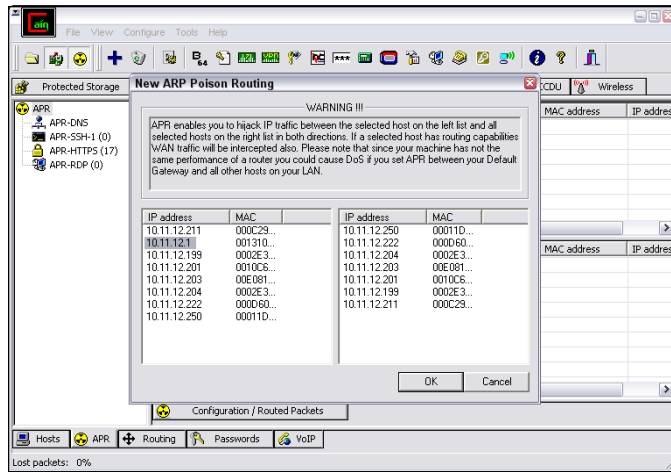 Cain
File View Configure Tools Help
B64
Protected Storage
CCDU
Wireless
APR
APR-DNS
APR-SSH-1 (0)
APR-HTTPS (17)
APR-RDP (0)
MAC address IP addres
MAC address IP addres
New ARP Poison Routing
WARNING !!!
APR enables you to hijack IP traffic between the selected host on the left list and all
selected hosts on the right list in both directions. If a selected host has routing capabilities
WAN traffic will be intercepted also. Please note that since your machine has not the
same performance of a router you could cause DoS if you set APR between your Default
Gateway and all other hosts on your LAN.
IP address MAC
10.11.12.211 000C29...
10.11.12.1 001310...
10.11.12.199 0002E3...
10.11.12.201 0010C6...
10.11.12.203 00E081...
10.11.12.204 0002E3...
10.11.12.222 000D60...
10.11.12.250 00011D...
IP address MAC
10.11.12.250 00011D...
10.11.12.222 000D60...
10.11.12.204 0002E3...
10.11.12.203 00E081...
10.11.12.201 0010C6...
10.11.12.199 0002E3...
10.11.12.211 000C29...
OK Cancel
Configuration / Routed Packets
Hosts APR Routing Passwords VoIP
Lost packets: 0%